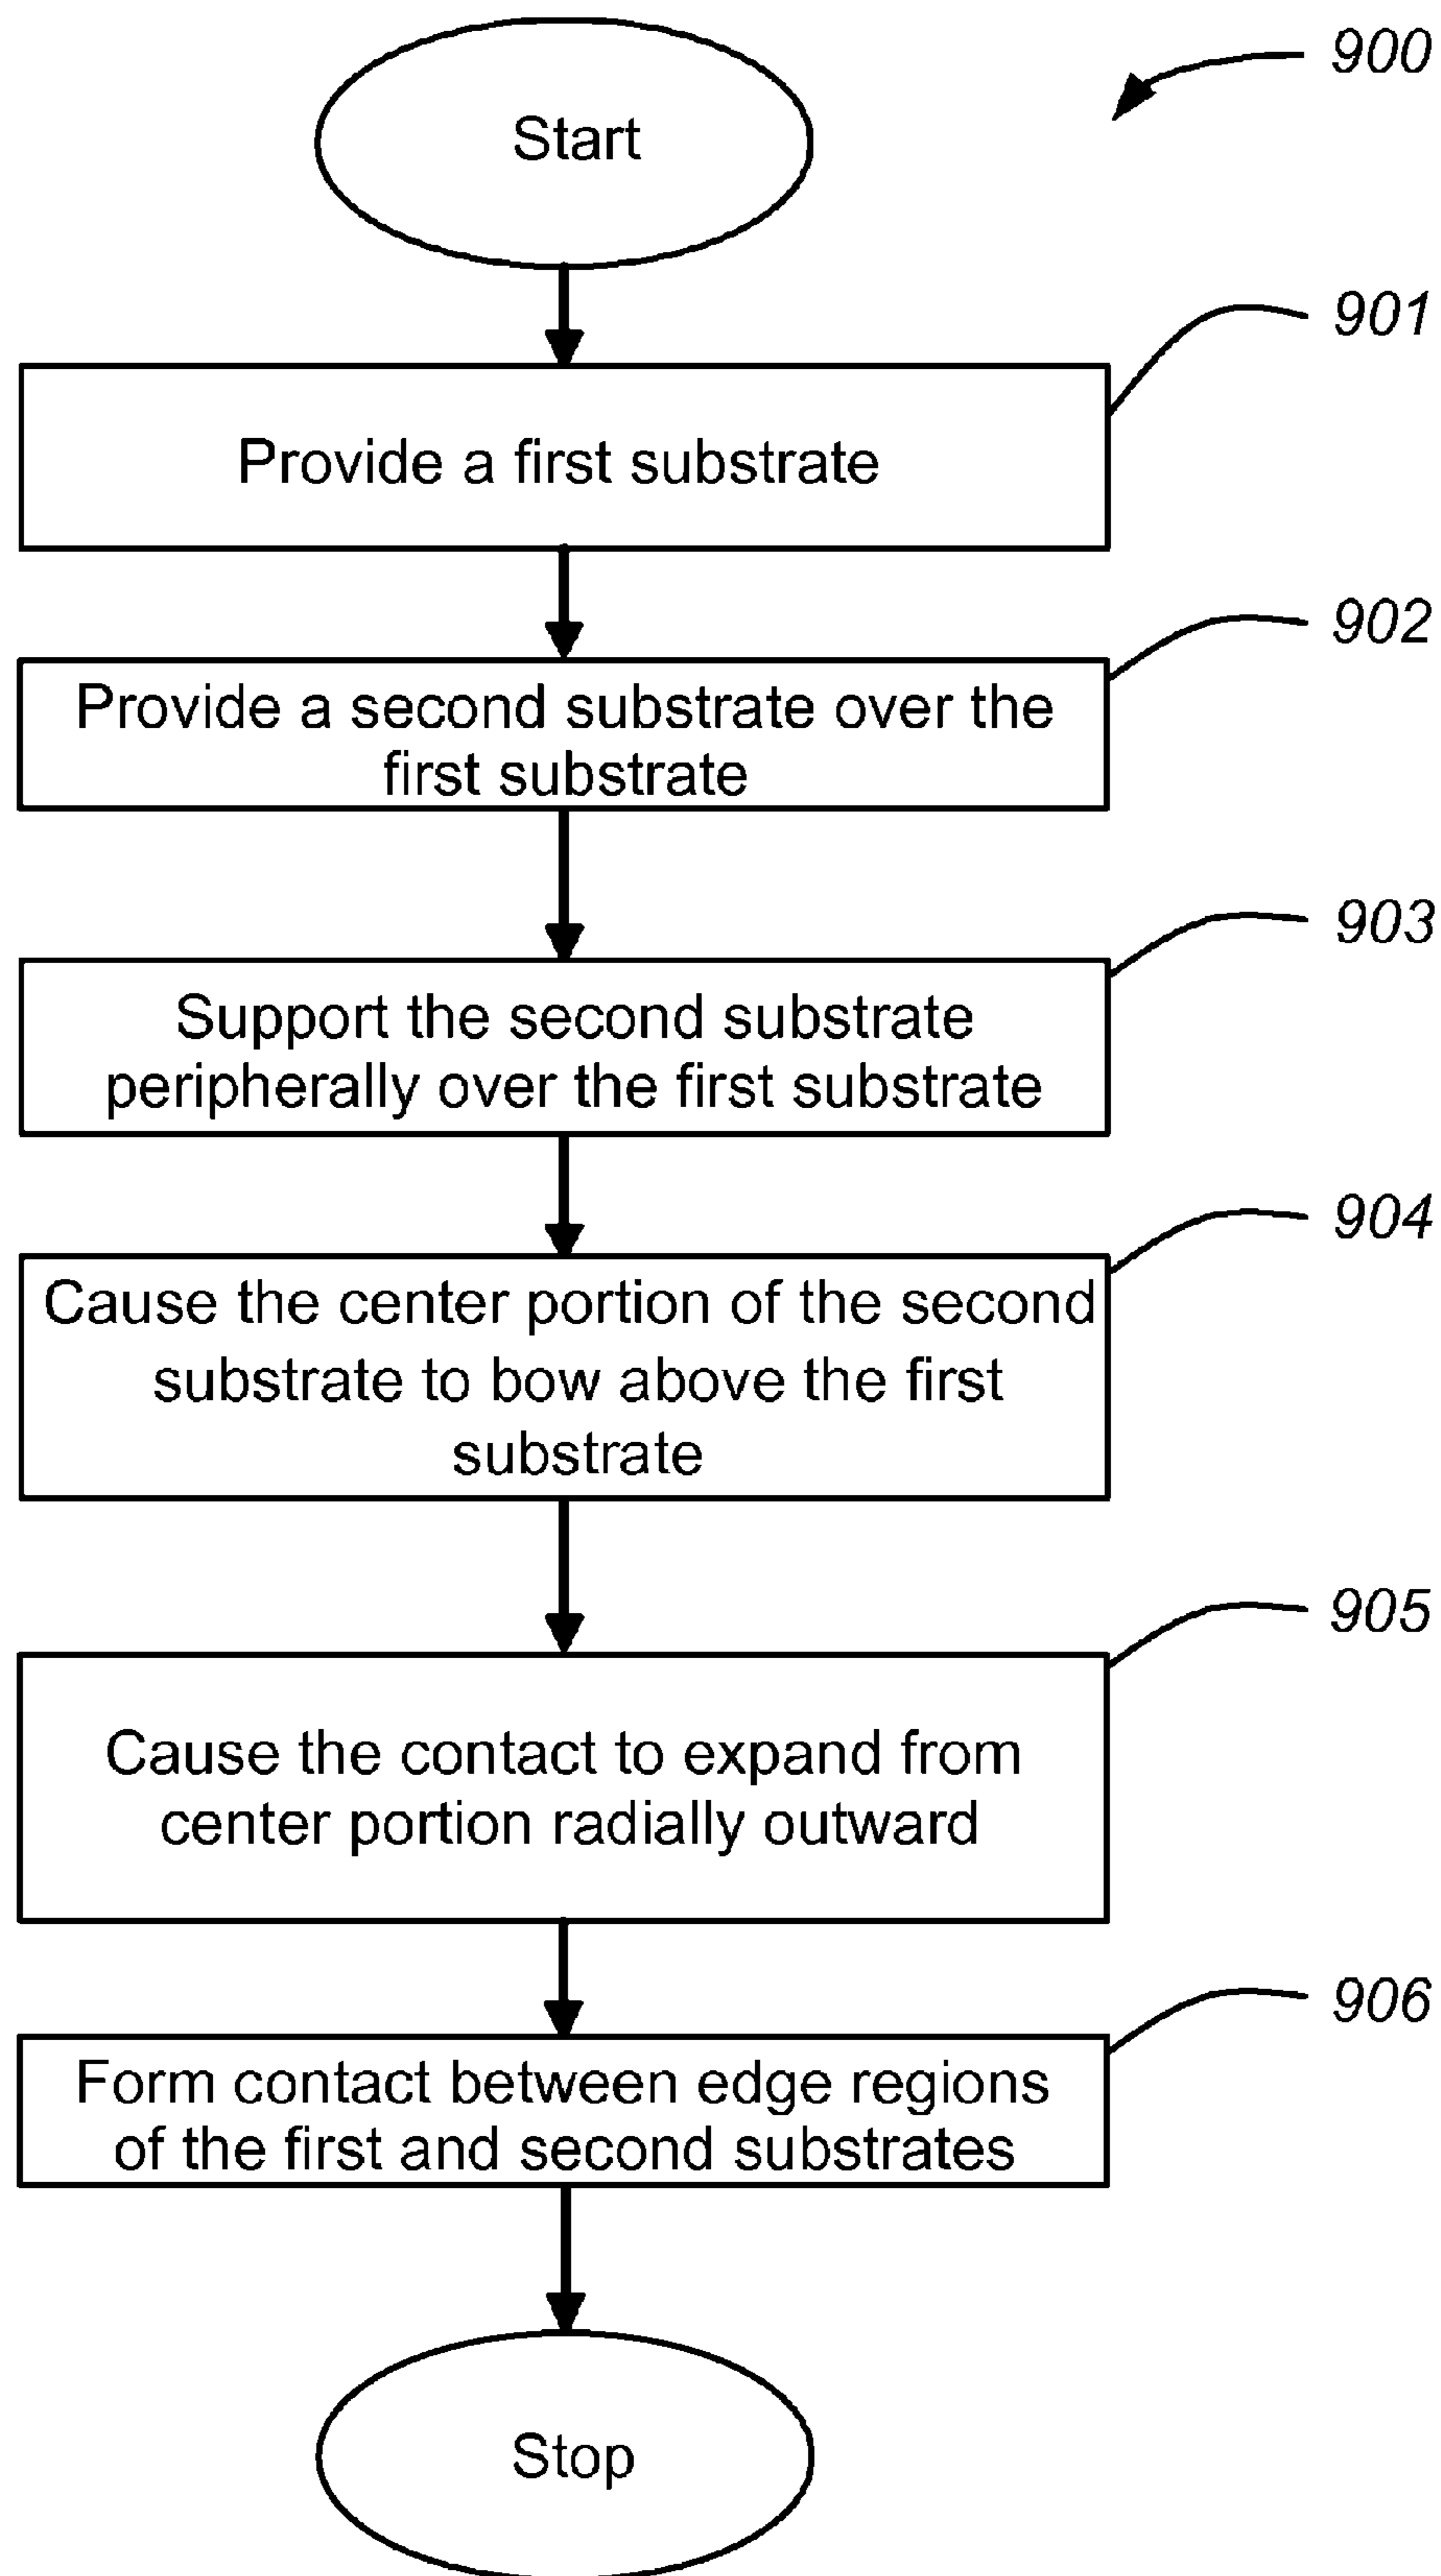 900
Start
901
Provide a first substrate
902
Provide a second substrate over the
first substrate
903
Support the second substrate
peripherally over the first substrate
904
Cause the center portion of the second
substrate to bow above the first
substrate
905
Cause the contact to expand from
center portion radially outward
906
Form contact between edge regions
of the first and second substrates
Stop